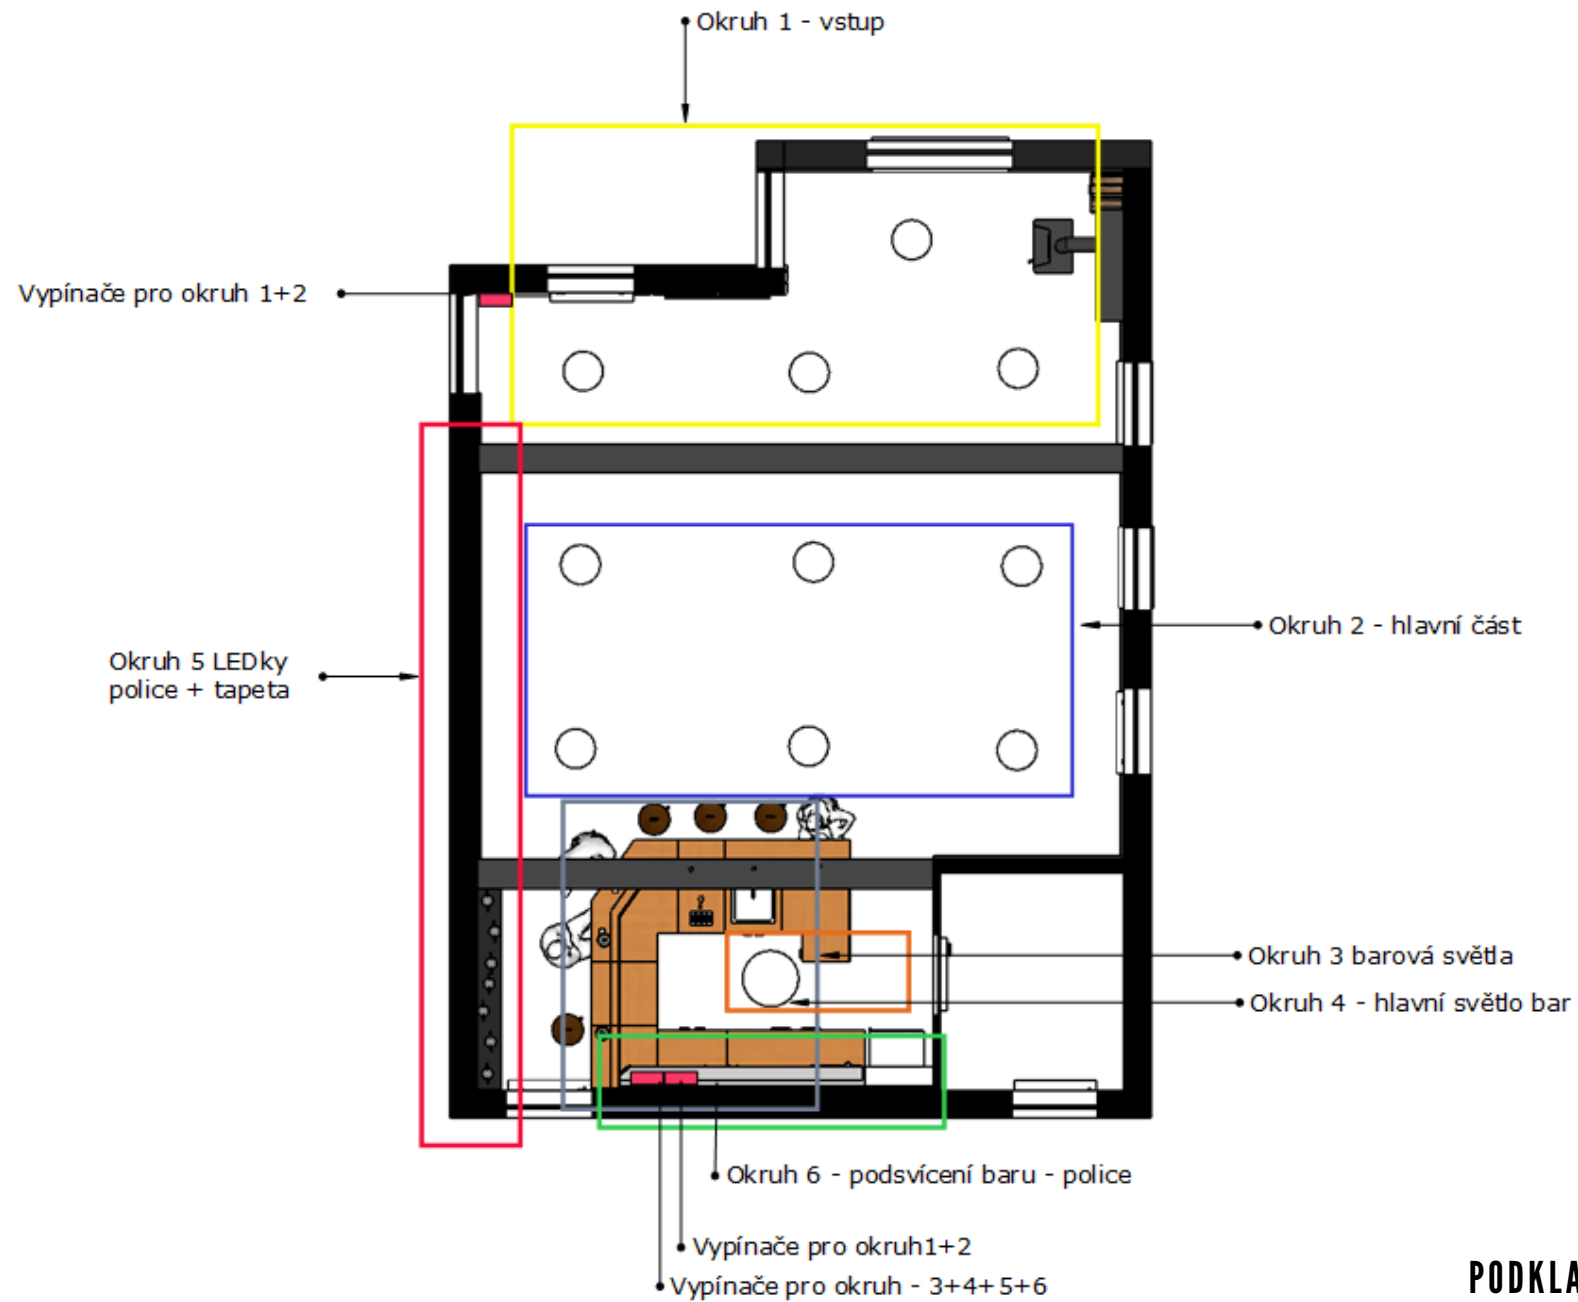 Okruh 1 - vstup
Vypínače pro okruh 1+2
Okruh 2 - hlavní část
Okruh 5 LEDky
police + tapeta
Okruh 3 barová světla
Okruh 4 - hlavní světlo bar
Okruh 6 - podsvícení baru - police
Vypínače pro okruh1+2
Vypínače pro okruh - 3+4+5+6
PODKLA